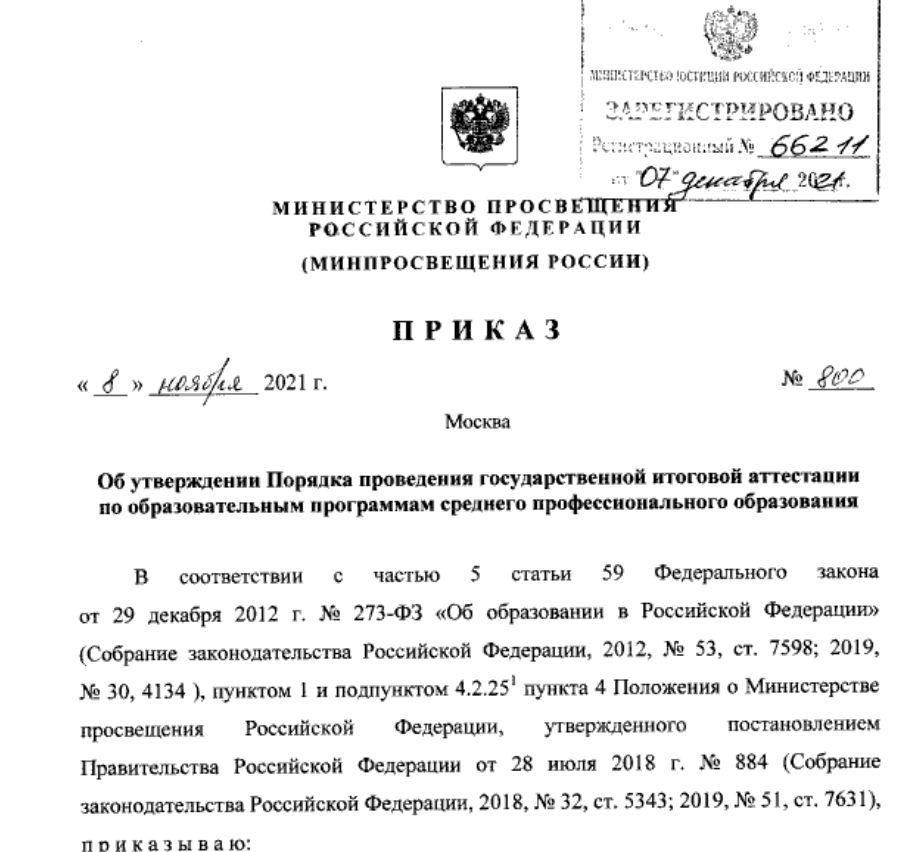 МИНИСТЕРСТВО ЮСТИЦИИ РОССИЙСКОЙ ФЕДЕРАЦИИ
ЗАРЕГИСТРИРОВАНО
Регистрационный № 66211
от "07" декабря 2021.
МИНИСТЕРСТВО ПРОСВЕЩЕНИЯ
РОССИЙСКОЙ ФЕДЕРАЦИИ
(МИНПРОСВЕЩЕНИЯ РОССИИ)
ПРИКАЗ
« 8 » ноября 2021 г. № 800
Москва
Об утверждении Порядка проведения государственной итоговой аттестации
по образовательным программам среднего профессионального образования
В соответствии с частью 5 статьи 59 Федерального закона
от 29 декабря 2012 г. № 273-ФЗ «Об образовании в Российской Федерации»
(Собрание законодательства Российской Федерации, 2012, № 53, ст. 7598; 2019,
№ 30, 4134 ), пунктом 1 и подпунктом 4.2.25¹ пункта 4 Положения о Министерстве
просвещения Российской Федерации, утвержденного постановлением
Правительства Российской Федерации от 28 июля 2018 г. № 884 (Собрание
законодательства Российской Федерации, 2018, № 32, ст. 5343; 2019, № 51, ст. 7631),
п р и к а з ы в а ю: